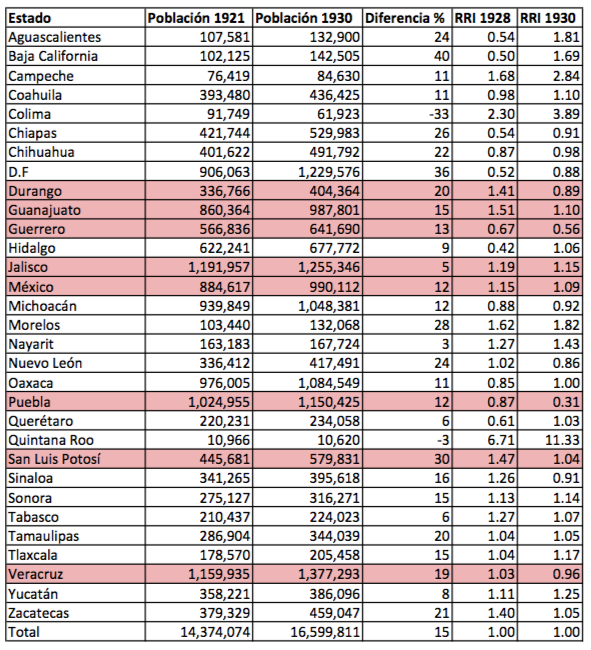 Estado Población 1921 Población 1930 Diferencia % RRI 1928 RRI 1930
Aguascalientes 107,581 132,900 24 0.54 1.81
Baja California 102,125 142,505 40 0.50 1.69
Campeche 76,419 84,630 11 1.68 2.84
Coahuila 393,480 436,425 11 0.98 1.10
Colima 91,749 61,923 -33 2.30 3.89
Chiapas 421,744 529,983 26 0.54 0.91
Chihuahua 401,622 491,792 22 0.87 0.98
D.F 906,063 1,229,576 36 0.52 0.88
Durango 336,766 404,364 20 1.41 0.89
Guanajuato 860,364 987,801 15 1.51 1.10
Guerrero 566,836 641,690 13 0.67 0.56
Hidalgo 622,241 677,772 9 0.42 1.06
Jalisco 1,191,957 1,255,346 5 1.19 1.15
México 884,617 990,112 12 1.15 1.09
Michoacán 939,849 1,048,381 12 0.88 0.92
Morelos 103,440 132,068 28 1.62 1.82
Nayarit 163,183 167,724 3 1.27 1.43
Nuevo León 336,412 417,491 24 1.02 0.86
Oaxaca 976,005 1,084,549 11 0.85 1.00
Puebla 1,024,955 1,150,425 12 0.87 0.31
Querétaro 220,231 234,058 6 0.61 1.03
Quintana Roo 10,966 10,620 -3 6.71 11.33
San Luis Potosí 445,681 579,831 30 1.47 1.04
Sinaloa 341,265 395,618 16 1.26 0.91
Sonora 275,127 316,271 15 1.13 1.14
Tabasco 210,437 224,023 6 1.27 1.07
Tamaulipas 286,904 344,039 20 1.04 1.05
Tlaxcala 178,570 205,458 15 1.04 1.17
Veracruz 1,159,935 1,377,293 19 1.03 0.96
Yucatán 358,221 386,096 8 1.11 1.25
Zacatecas 379,329 459,047 21 1.40 1.05
Total 14,374,074 16,599,811 15 1.00 1.00